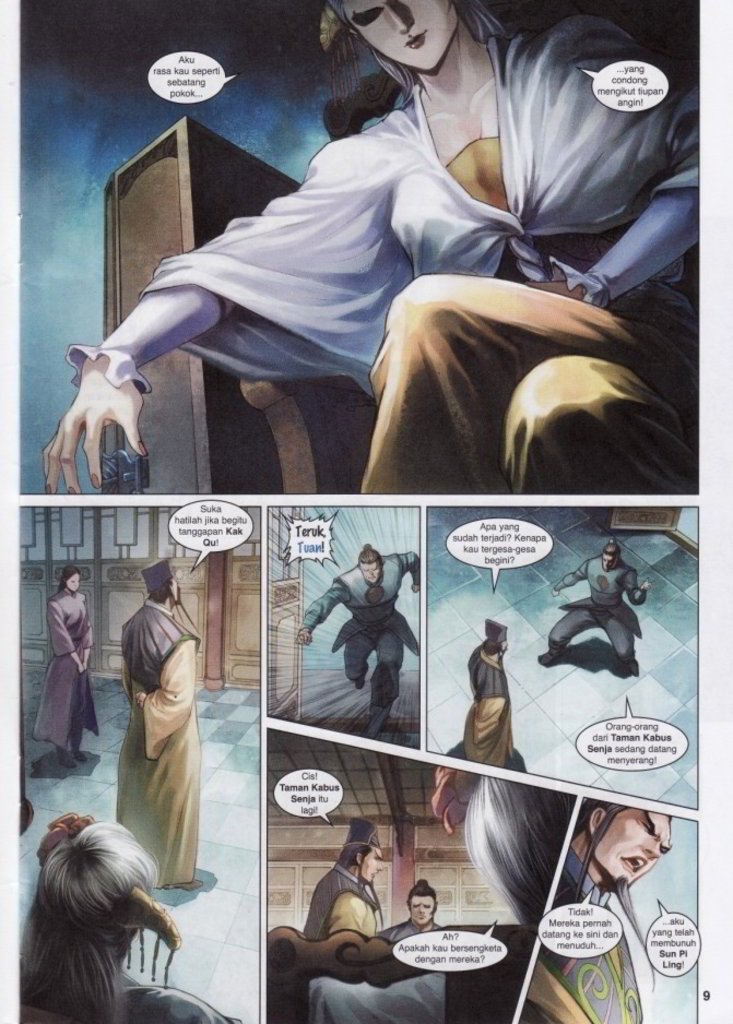 Aku
rasa kau seperti
sebatang
pokok...
...yang
condong
mengikut tiupan
angin!
Suka
hatilah jika begitu
tanggapan Kak
Qu!
Teruk,
Tuan!
Apa yang
sudah terjadi? Kenapa
kau tergesa-gesa
begini?
Orang-orang
dari Taman Kabus
Senja sedang datang
menyerang!
Cis!
Taman Kabus
Senja itu
lagi!
Ah?
Apakah kau bersengketa
dengan mereka?
Tidak!
Mereka pernah
datang ke sini dan
menuduh...
...aku
yang telah
membunuh
Sun Pi
Ling!
9